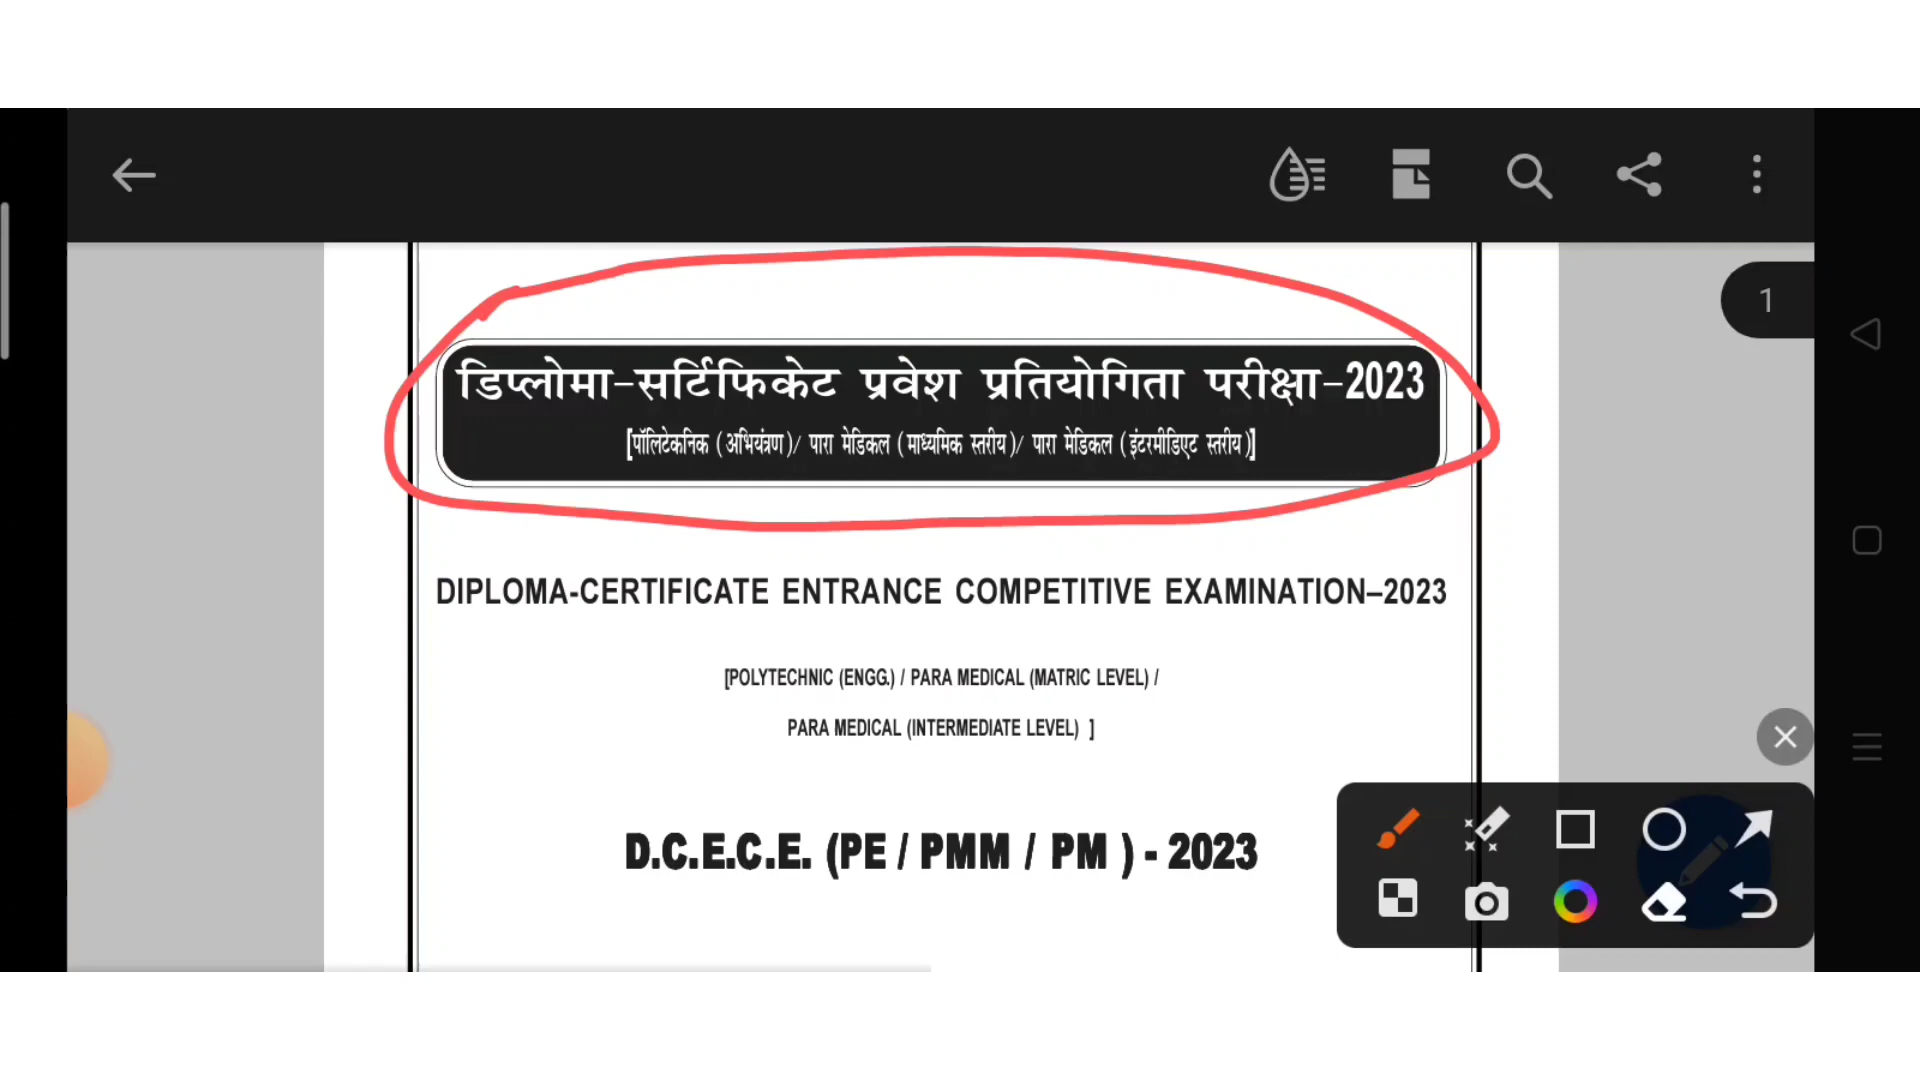 1
डिप्लोमा–सर्टिफिकेट प्रवेश प्रतियोगिता परीक्षा–2023
[पॉलिटेकनिक (अभियंत्रण)/ पारा मेडिकल (माध्यमिक स्तरीय)/ पारा मेडिकल (इंटरमीडिएट स्तरीय)]
DIPLOMA-CERTIFICATE ENTRANCE COMPETITIVE EXAMINATION–2023
[POLYTECHNIC (ENGG.) / PARA MEDICAL (MATRIC LEVEL) /
PARA MEDICAL (INTERMEDIATE LEVEL) ]
D.C.E.C.E. (PE / PMM / PM ) - 2023